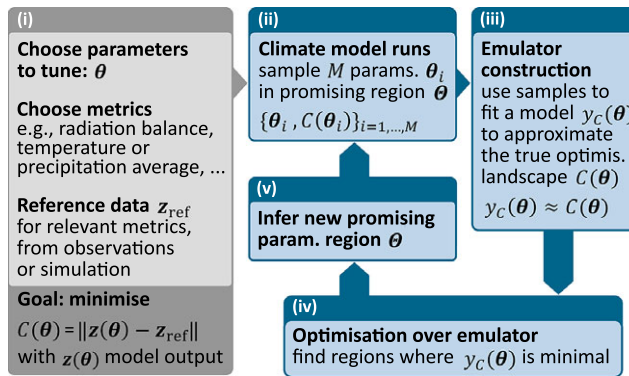 (i)
Choose parameters
to tune: 𝜽
Choose metrics
e.g., radiation balance,
temperature or
precipitation average, ...
Reference data 𝒛ref
for relevant metrics,
from observations
or simulation
Goal: minimise
𝐶(𝜽) = ‖𝒛(𝜽) − 𝒛ref‖
with 𝒛(𝜽) model output
(ii)
Climate model runs
sample 𝑀 params. 𝜽𝑖
in promising region 𝜣
{𝜽𝑖 , 𝐶(𝜽𝑖)}𝑖=1,…,𝑀
(iii)
Emulator
construction
use samples to
fit a model 𝑦𝐶(𝜽)
to approximate
the true optimis.
landscape 𝐶(𝜽)
𝑦𝐶(𝜽) ≈ 𝐶(𝜽)
(iv)
Optimisation over emulator
find regions where 𝑦𝐶(𝜽) is minimal
(v)
Infer new promising
param. region 𝜣